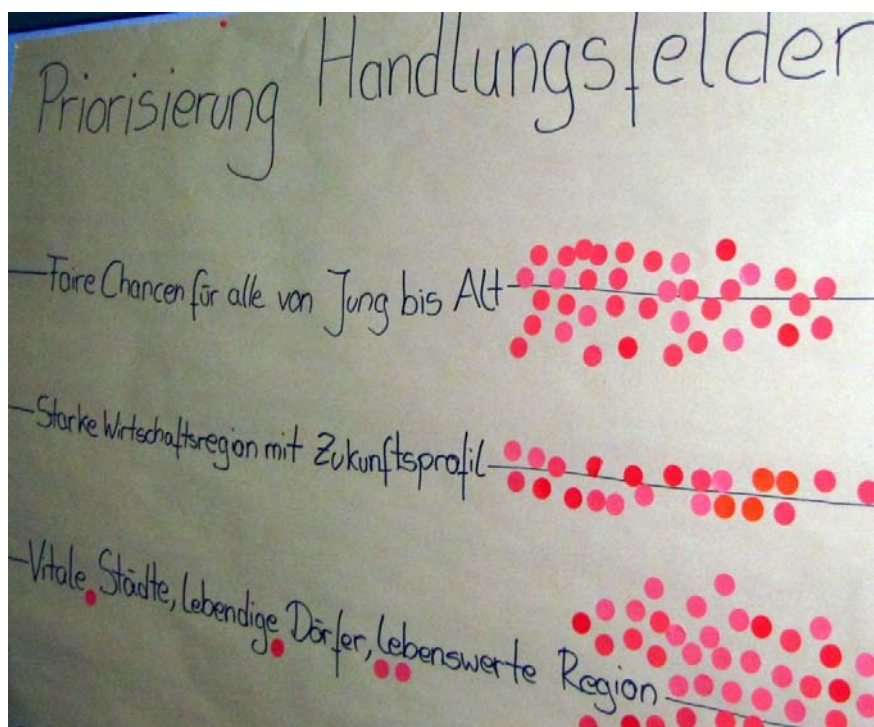 Priorisierung Handlungsfelder
Faire Chancen für alle von Jung bis Alt
Starke Wirtschaftsregion mit Zukunftsprofil
Vitale Städte, lebendige Dörfer, lebenswerte Region